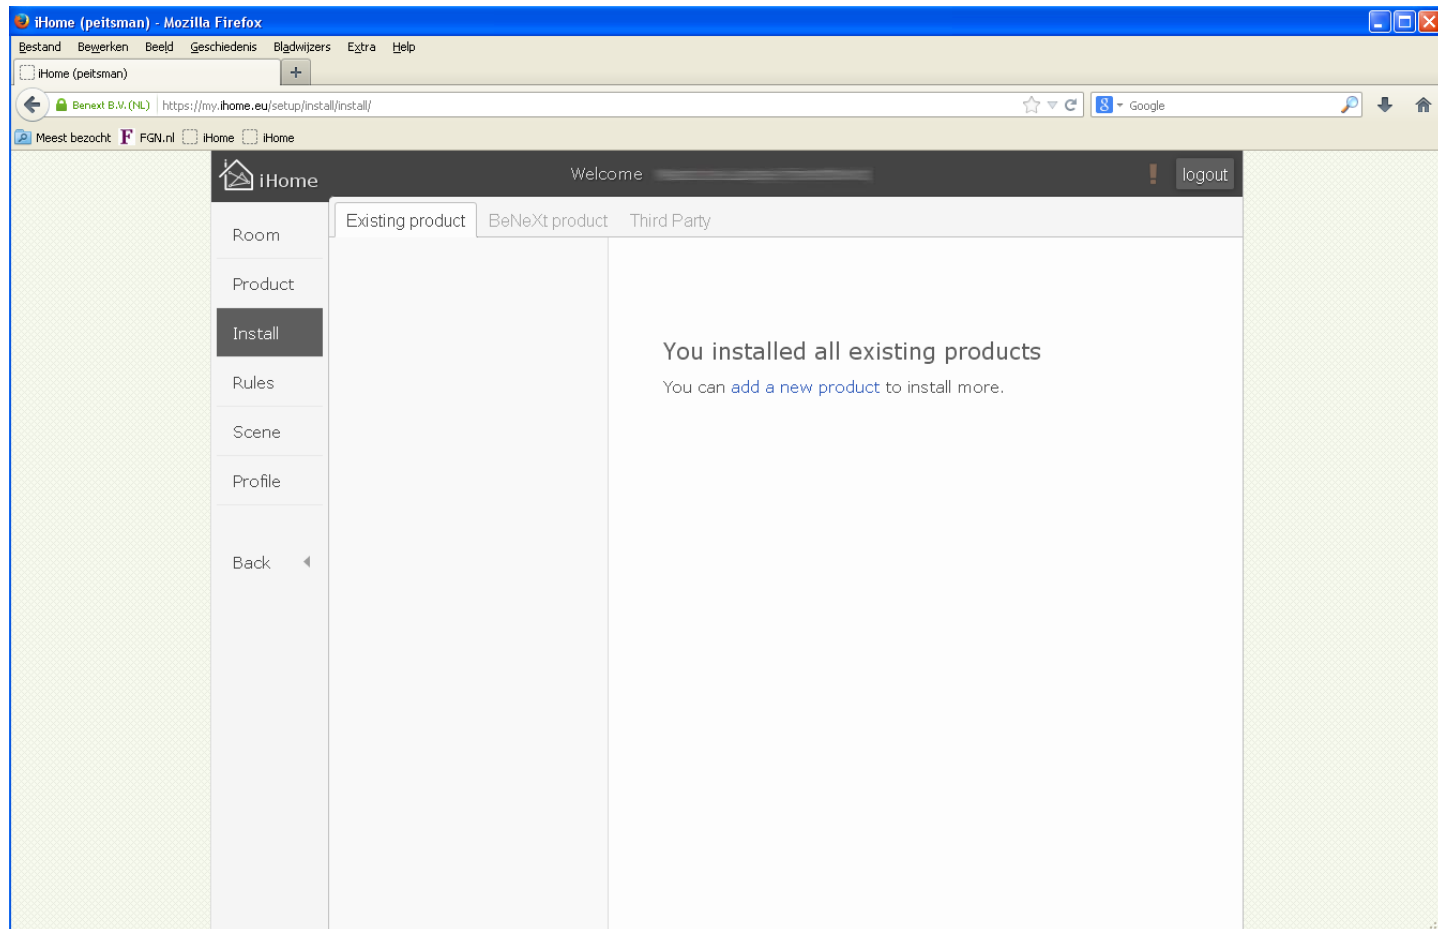 iHome (peitsman) - Mozilla Firefox
Bestand Bewerken Beeld Geschiedenis Bladwijzers Extra Help
iHome (peitsman) +
Benext B.V. (NL) https://my.ihome.eu/setup/install/install/ 8 Google
Meest bezocht F FGN.nl iHome iHome
iHome Welcome ! logout
Existing product BeNeXt product Third Party
Room
Product
Install
Rules
Scene
Profile
Back
You installed all existing products
You can add a new product to install more.